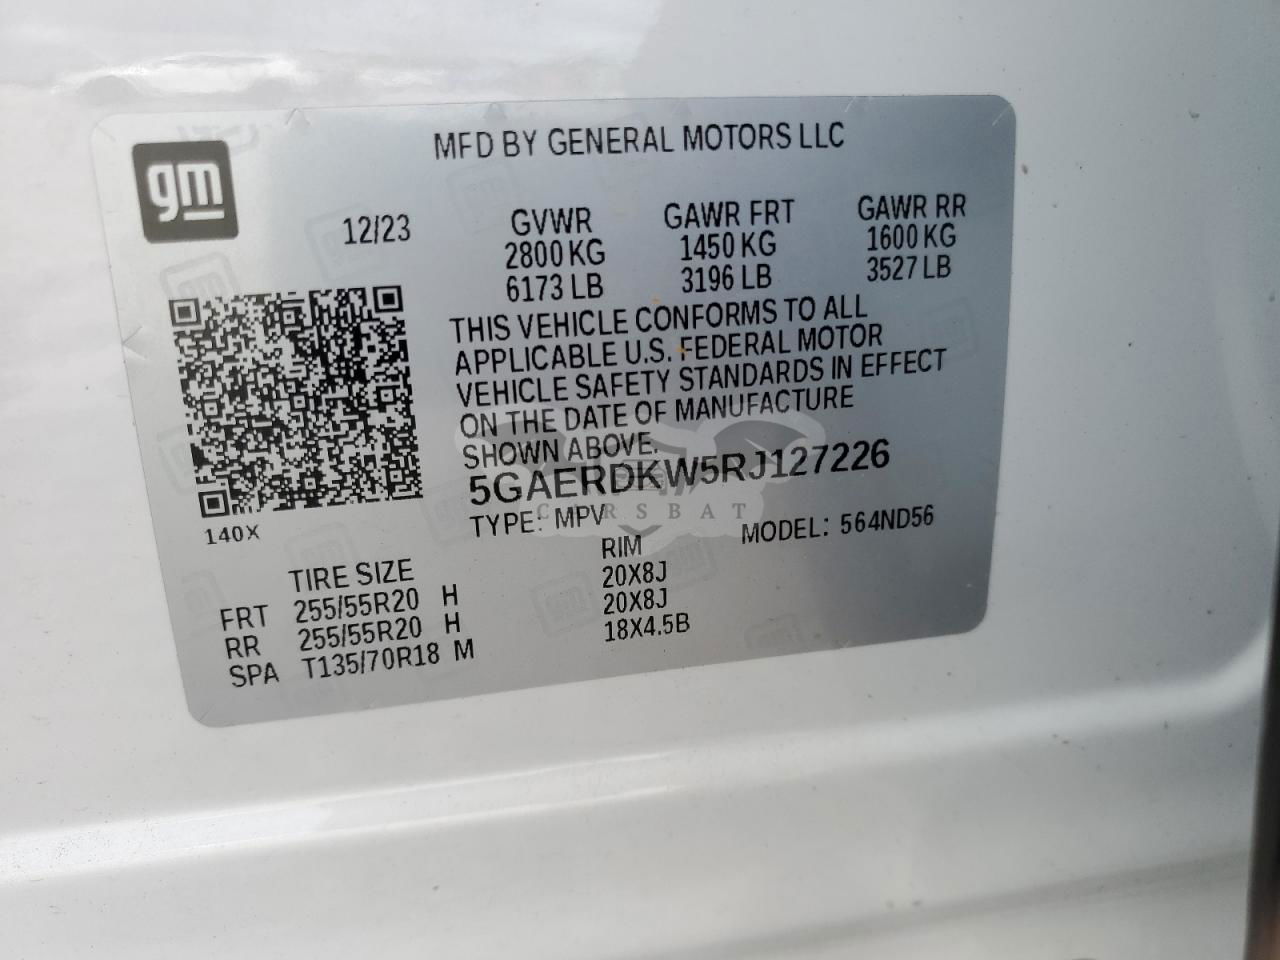 gm
MFD BY GENERAL MOTORS LLC
12/23
GVWR GAWR FRT GAWR RR
2800 KG 1450 KG 1600 KG
6173 LB 3196 LB 3527 LB
THIS VEHICLE CONFORMS TO ALL
APPLICABLE U.S. FEDERAL MOTOR
VEHICLE SAFETY STANDARDS IN EFFECT
ON THE DATE OF MANUFACTURE
SHOWN ABOVE.
5GAERDKW5RJ127226
CARSBAT
TYPE: MPV MODEL: 564ND56
140X
TIRE SIZE RIM
FRT 255/55R20 H 20X8J
RR 255/55R20 H 20X8J
SPA T135/70R18 M 18X4.5B